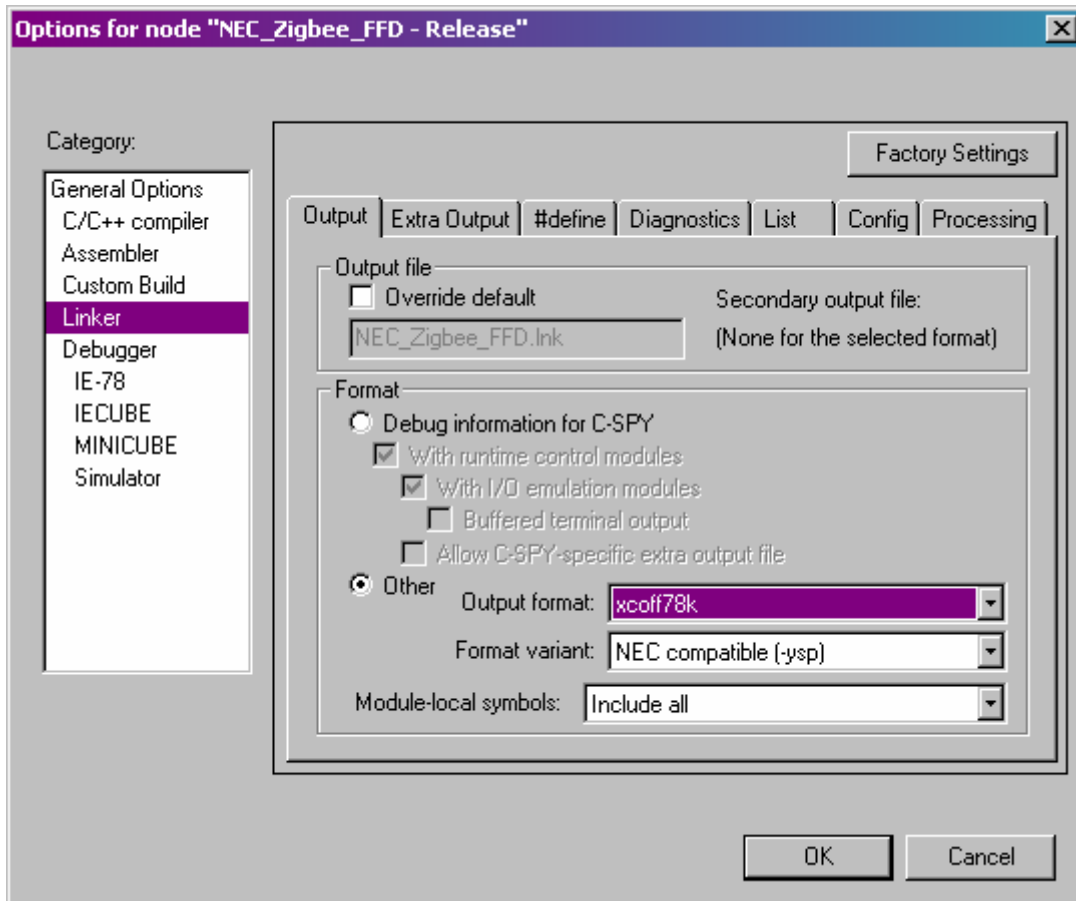 Options for node "NEC_Zigbee_FFD - Release"
Category:
Factory Settings
General Options
C/C++ compiler
Assembler
Custom Build
Linker
Debugger
IE-78
IECUBE
MINICUBE
Simulator
Output Extra Output #define Diagnostics List Config Processing
Output file
Override default
Secondary output file:
NEC_Zigbee_FFD.lnk
(None for the selected format)
Format
Debug information for C-SPY
With runtime control modules
With I/O emulation modules
Buffered terminal output
Allow C-SPY-specific extra output file
Other
Output format: xcoff78k
Format variant: NEC compatible (-ysp)
Module-local symbols: Include all
OK Cancel